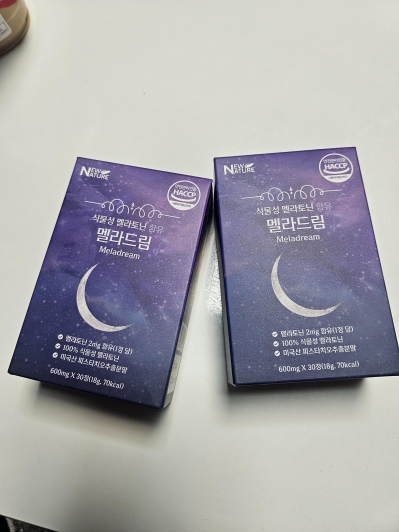 NEW
NATURE
HACCP
식물성 멜라토닌 함유
멜라드림
Meladream
멜라토닌 2mg 함유(1정 당)
100% 식물성 멜라토닌
미국산 피스타치오추출분말
600mg X 30정(18g, 70kcal)
NEW
NATURE
HACCP
식물성 멜라토닌 함유
멜라드림
Meladream
멜라토닌 2mg 함유(1정 당)
100% 식물성 멜라토닌
미국산 피스타치오추출분말
600mg X 30정(18g, 70kcal)